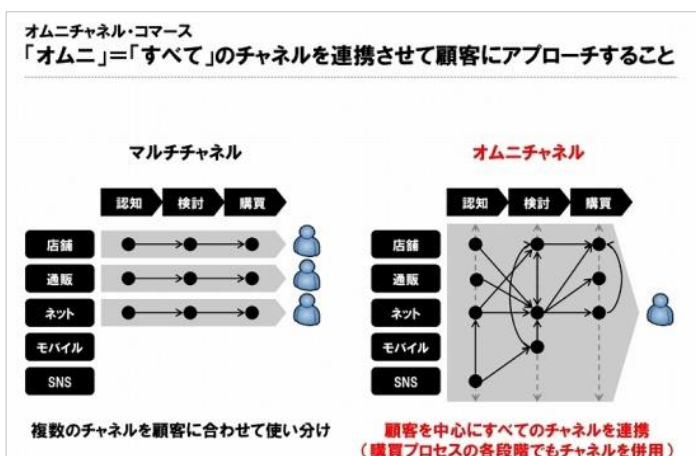 オムニチャネル・コマース
「オムニ」＝「すべて」のチャネルを連携させて顧客にアプローチすること
マルチチャネル
認知 検討 購買
店舗
通販
ネット
モバイル
SNS
複数のチャネルを顧客に合わせて使い分け
オムニチャネル
認知 検討 購買
店舗
通販
ネット
モバイル
SNS
顧客を中心にすべてのチャネルを連携
（購買プロセスの各段階でもチャネルを併用）